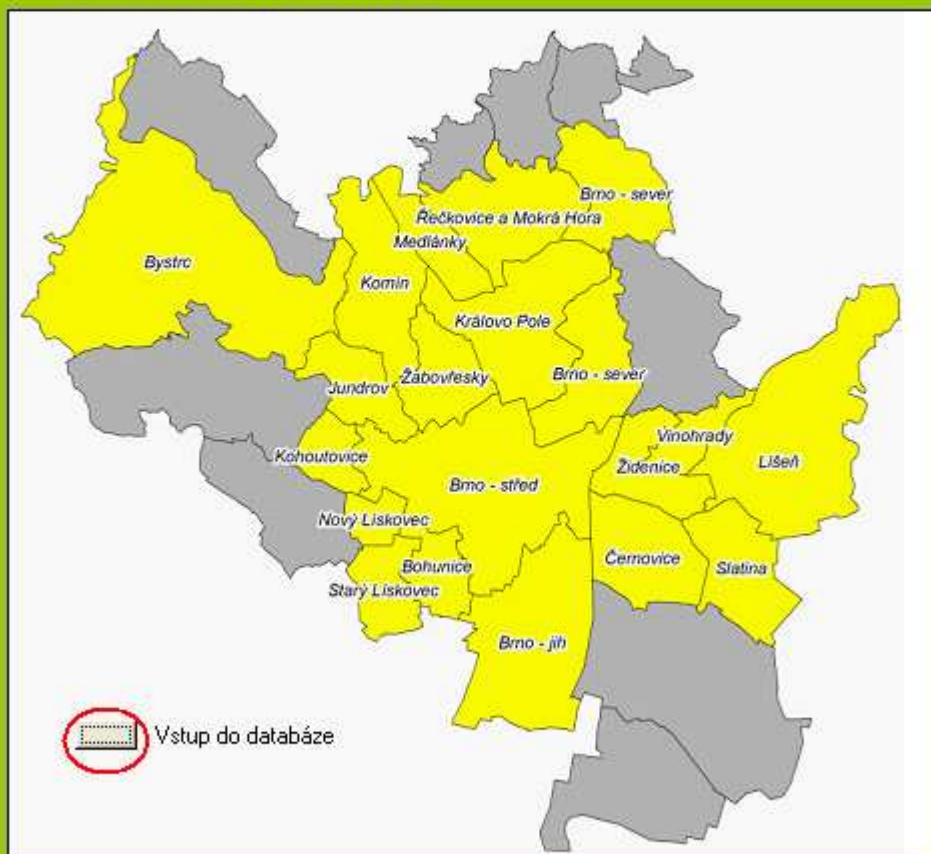 Brno - sever
Řečkovice a Mokrá Hora
Medlánky
Bystrc
Komín
Královo Pole
Brno - sever
Žabovřesky
Jundrov
Vinohrady
Kohoutovice
Židenice
Líšeň
Brno - střed
Nový Lískovec
Bohunice
Černovice
Slatina
Starý Lískovec
Brno - jih
Vstup do databáze